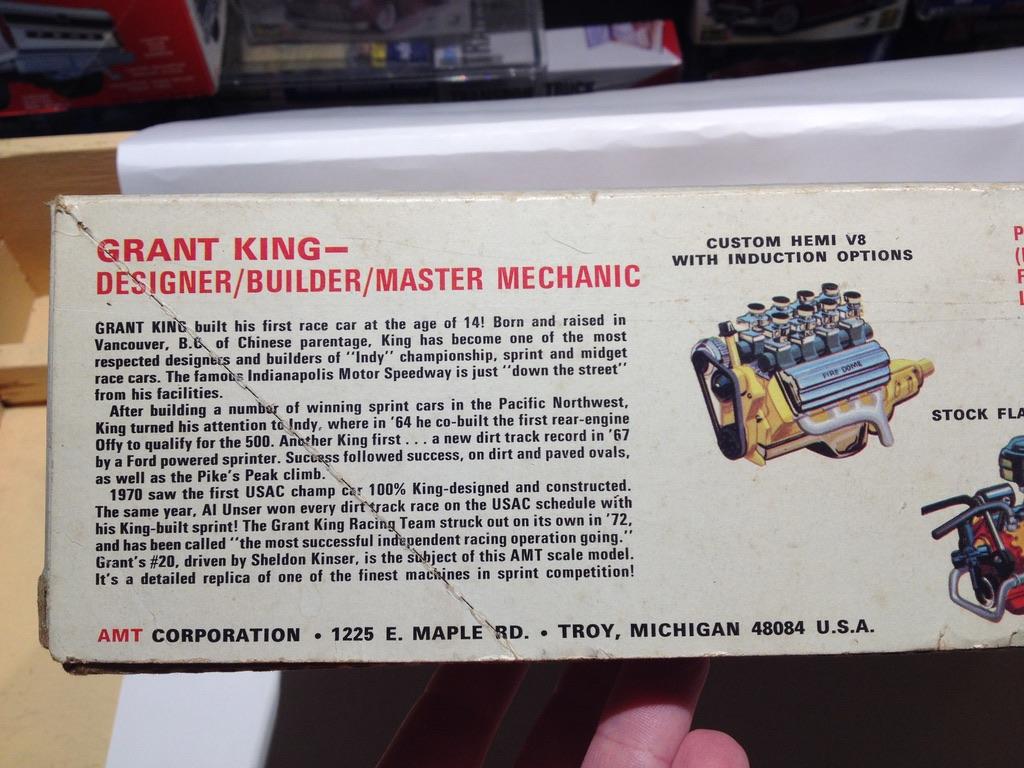 GRANT KING—
DESIGNER/BUILDER/MASTER MECHANIC
GRANT KING built his first race car at the age of 14! Born and raised in
Vancouver, B.C. of Chinese parentage, King has become one of the most
respected designers and builders of "Indy" championship, sprint and midget
race cars. The famous Indianapolis Motor Speedway is just "down the street"
from his facilities.
After building a number of winning sprint cars in the Pacific Northwest,
King turned his attention to Indy, where in '64 he co-built the first rear-engine
Offy to qualify for the 500. Another King first . . . a new dirt track record in '67
by a Ford powered sprinter. Success followed success, on dirt and paved ovals,
as well as the Pike's Peak climb.
1970 saw the first USAC champ car 100% King-designed and constructed.
The same year, Al Unser won every dirt track race on the USAC schedule with
his King-built sprint! The Grant King Racing Team struck out on its own in '72,
and has been called "the most successful independent racing operation going."
Grant's #20, driven by Sheldon Kinser, is the subject of this AMT scale model.
It's a detailed replica of one of the finest machines in sprint competition!
AMT CORPORATION • 1225 E. MAPLE RD. • TROY, MICHIGAN 48084 U.S.A.
CUSTOM HEMI V8
WITH INDUCTION OPTIONS
FIRE DOME
STOCK FLA